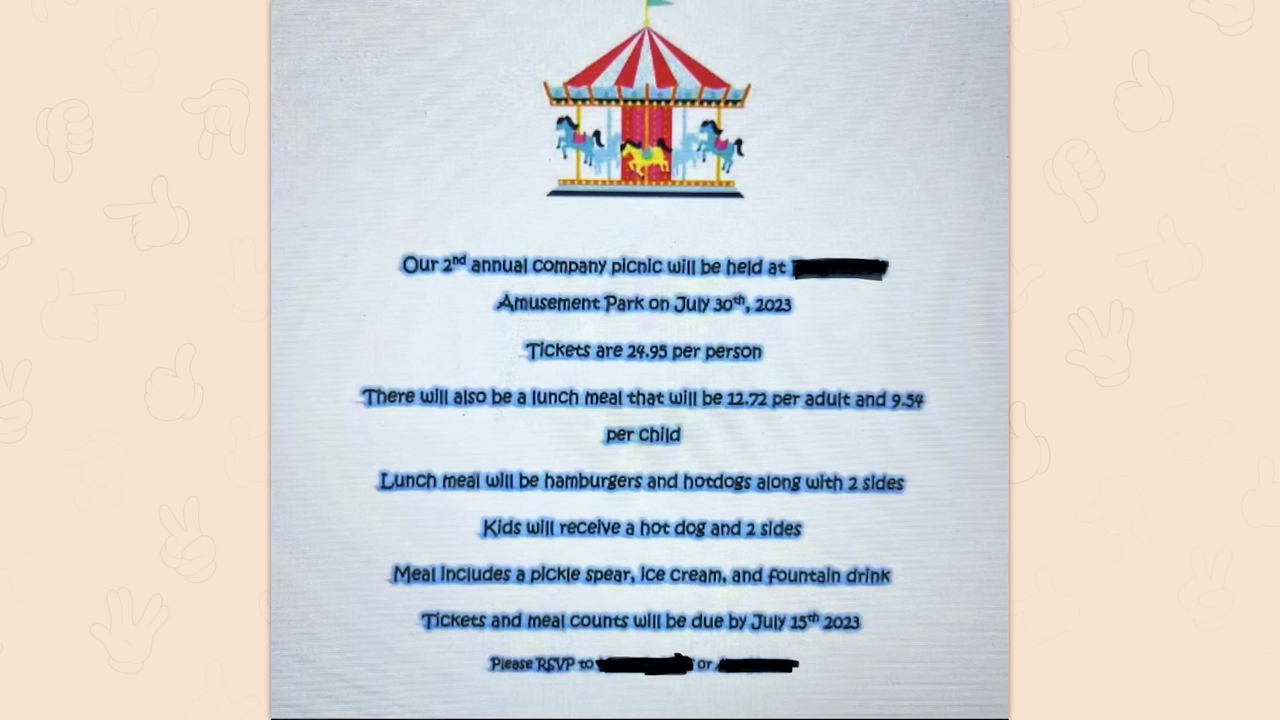 Our 2nd annual company picnic will be held at
Amusement Park on July 30th, 2023
Tickets are 24.95 per person
There will also be a lunch meal that will be 12.72 per adult and 9.54
per child
Lunch meal will be hamburgers and hotdogs along with 2 sides
Kids will receive a hot dog and 2 sides
Meal includes a pickle spear, ice cream, and fountain drink
Tickets and meal counts will be due by July 15th 2023
Please RSVP to or